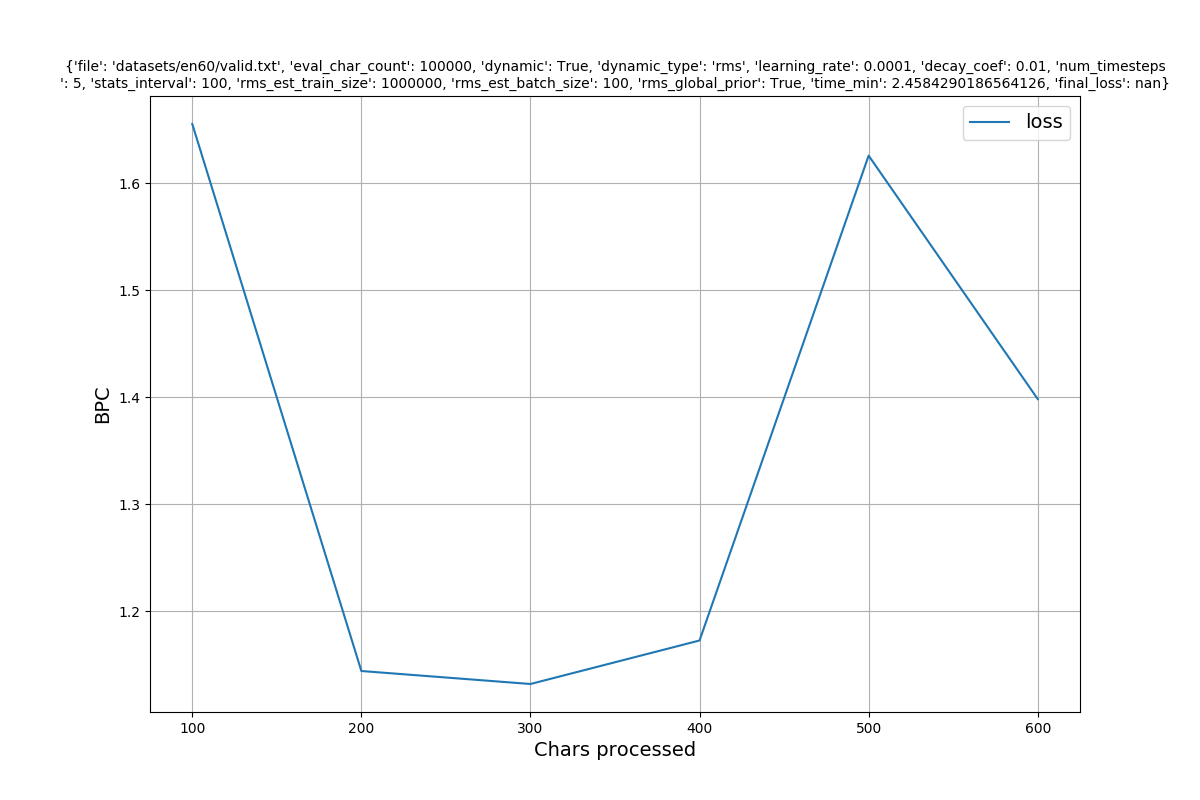 {'file': 'datasets/en60/valid.txt', 'eval_char_count': 100000, 'dynamic': True, 'dynamic_type': 'rms', 'learning_rate': 0.0001, 'decay_coef': 0.01, 'num_timesteps
': 5, 'stats_interval': 100, 'rms_est_train_size': 1000000, 'rms_est_batch_size': 100, 'rms_global_prior': True, 'time_min': 2.4584290186564126, 'final_loss': nan}
loss
1.6
1.5
1.4
1.3
1.2
BPC
100 200 300 400 500 600
Chars processed